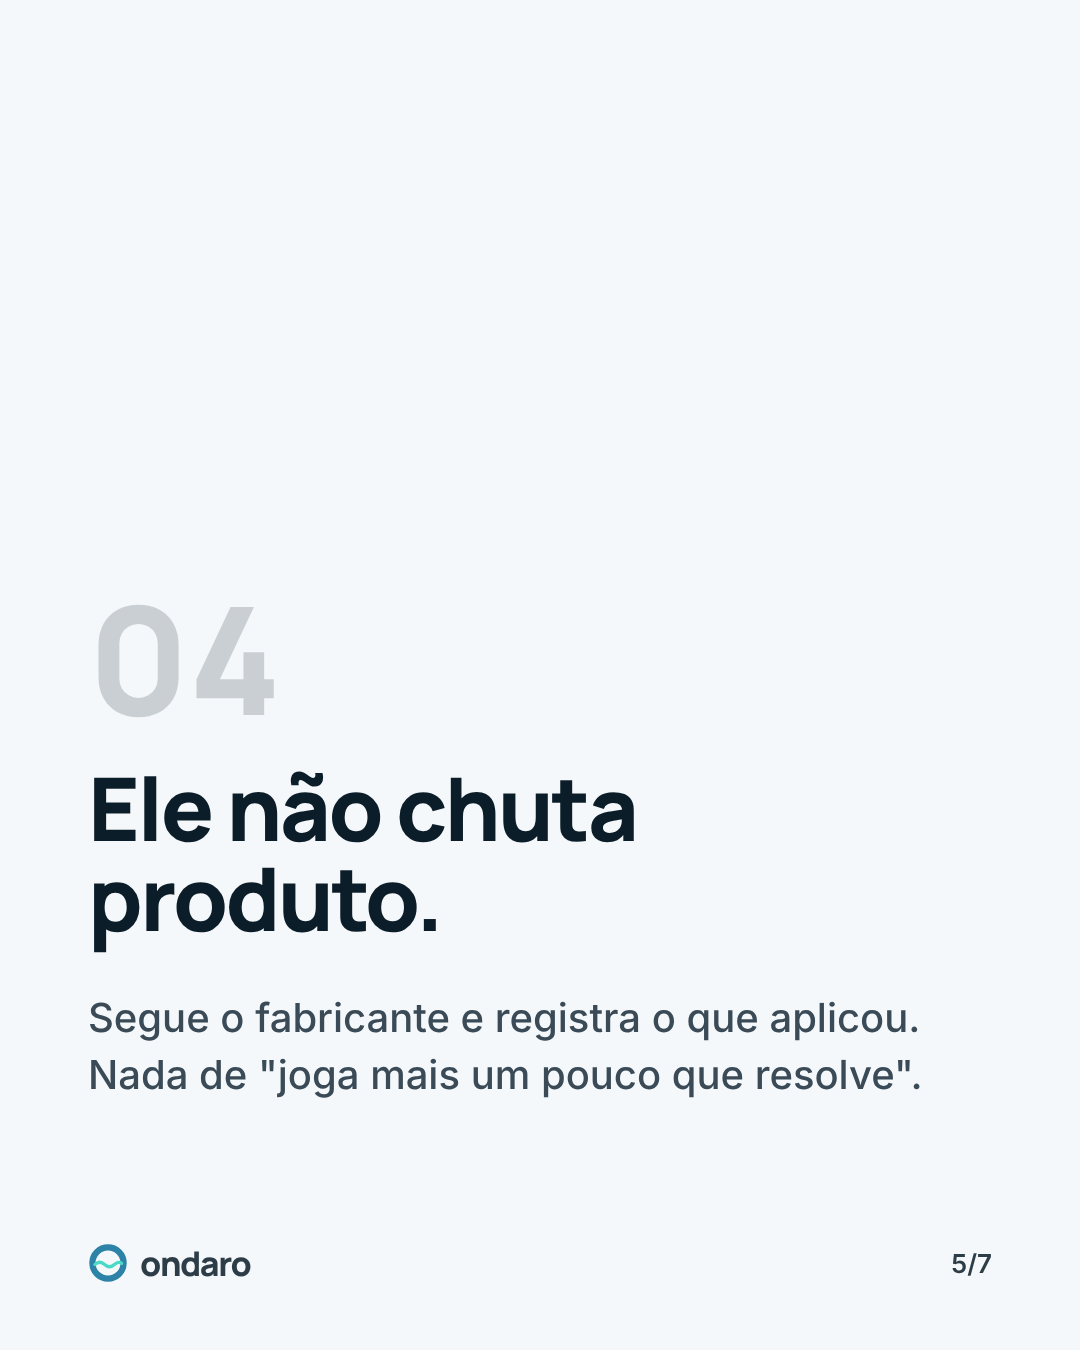 04
Ele não chuta
produto.
Segue o fabricante e registra o que aplicou.
Nada de "joga mais um pouco que resolve".
ondaro
5/7